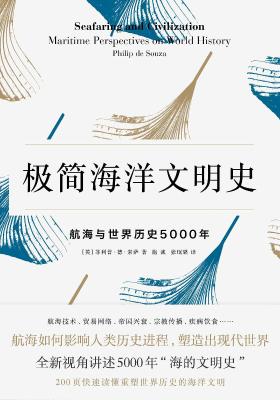 Seafaring and Civilization
Maritime Perspectives on World History
Philip de Souza
极简海洋文明史
航海与世界历史5000年
[英] 菲利普·德·索萨 著 施诚 张珉璐 译
航海技术、贸易网络、帝国兴衰、宗教传播、疾病饮食……
航海如何影响人类历史进程，塑造出现代世界
全新视角讲述5000年“海的文明史”
200页快速读懂重塑世界历史的海洋文明